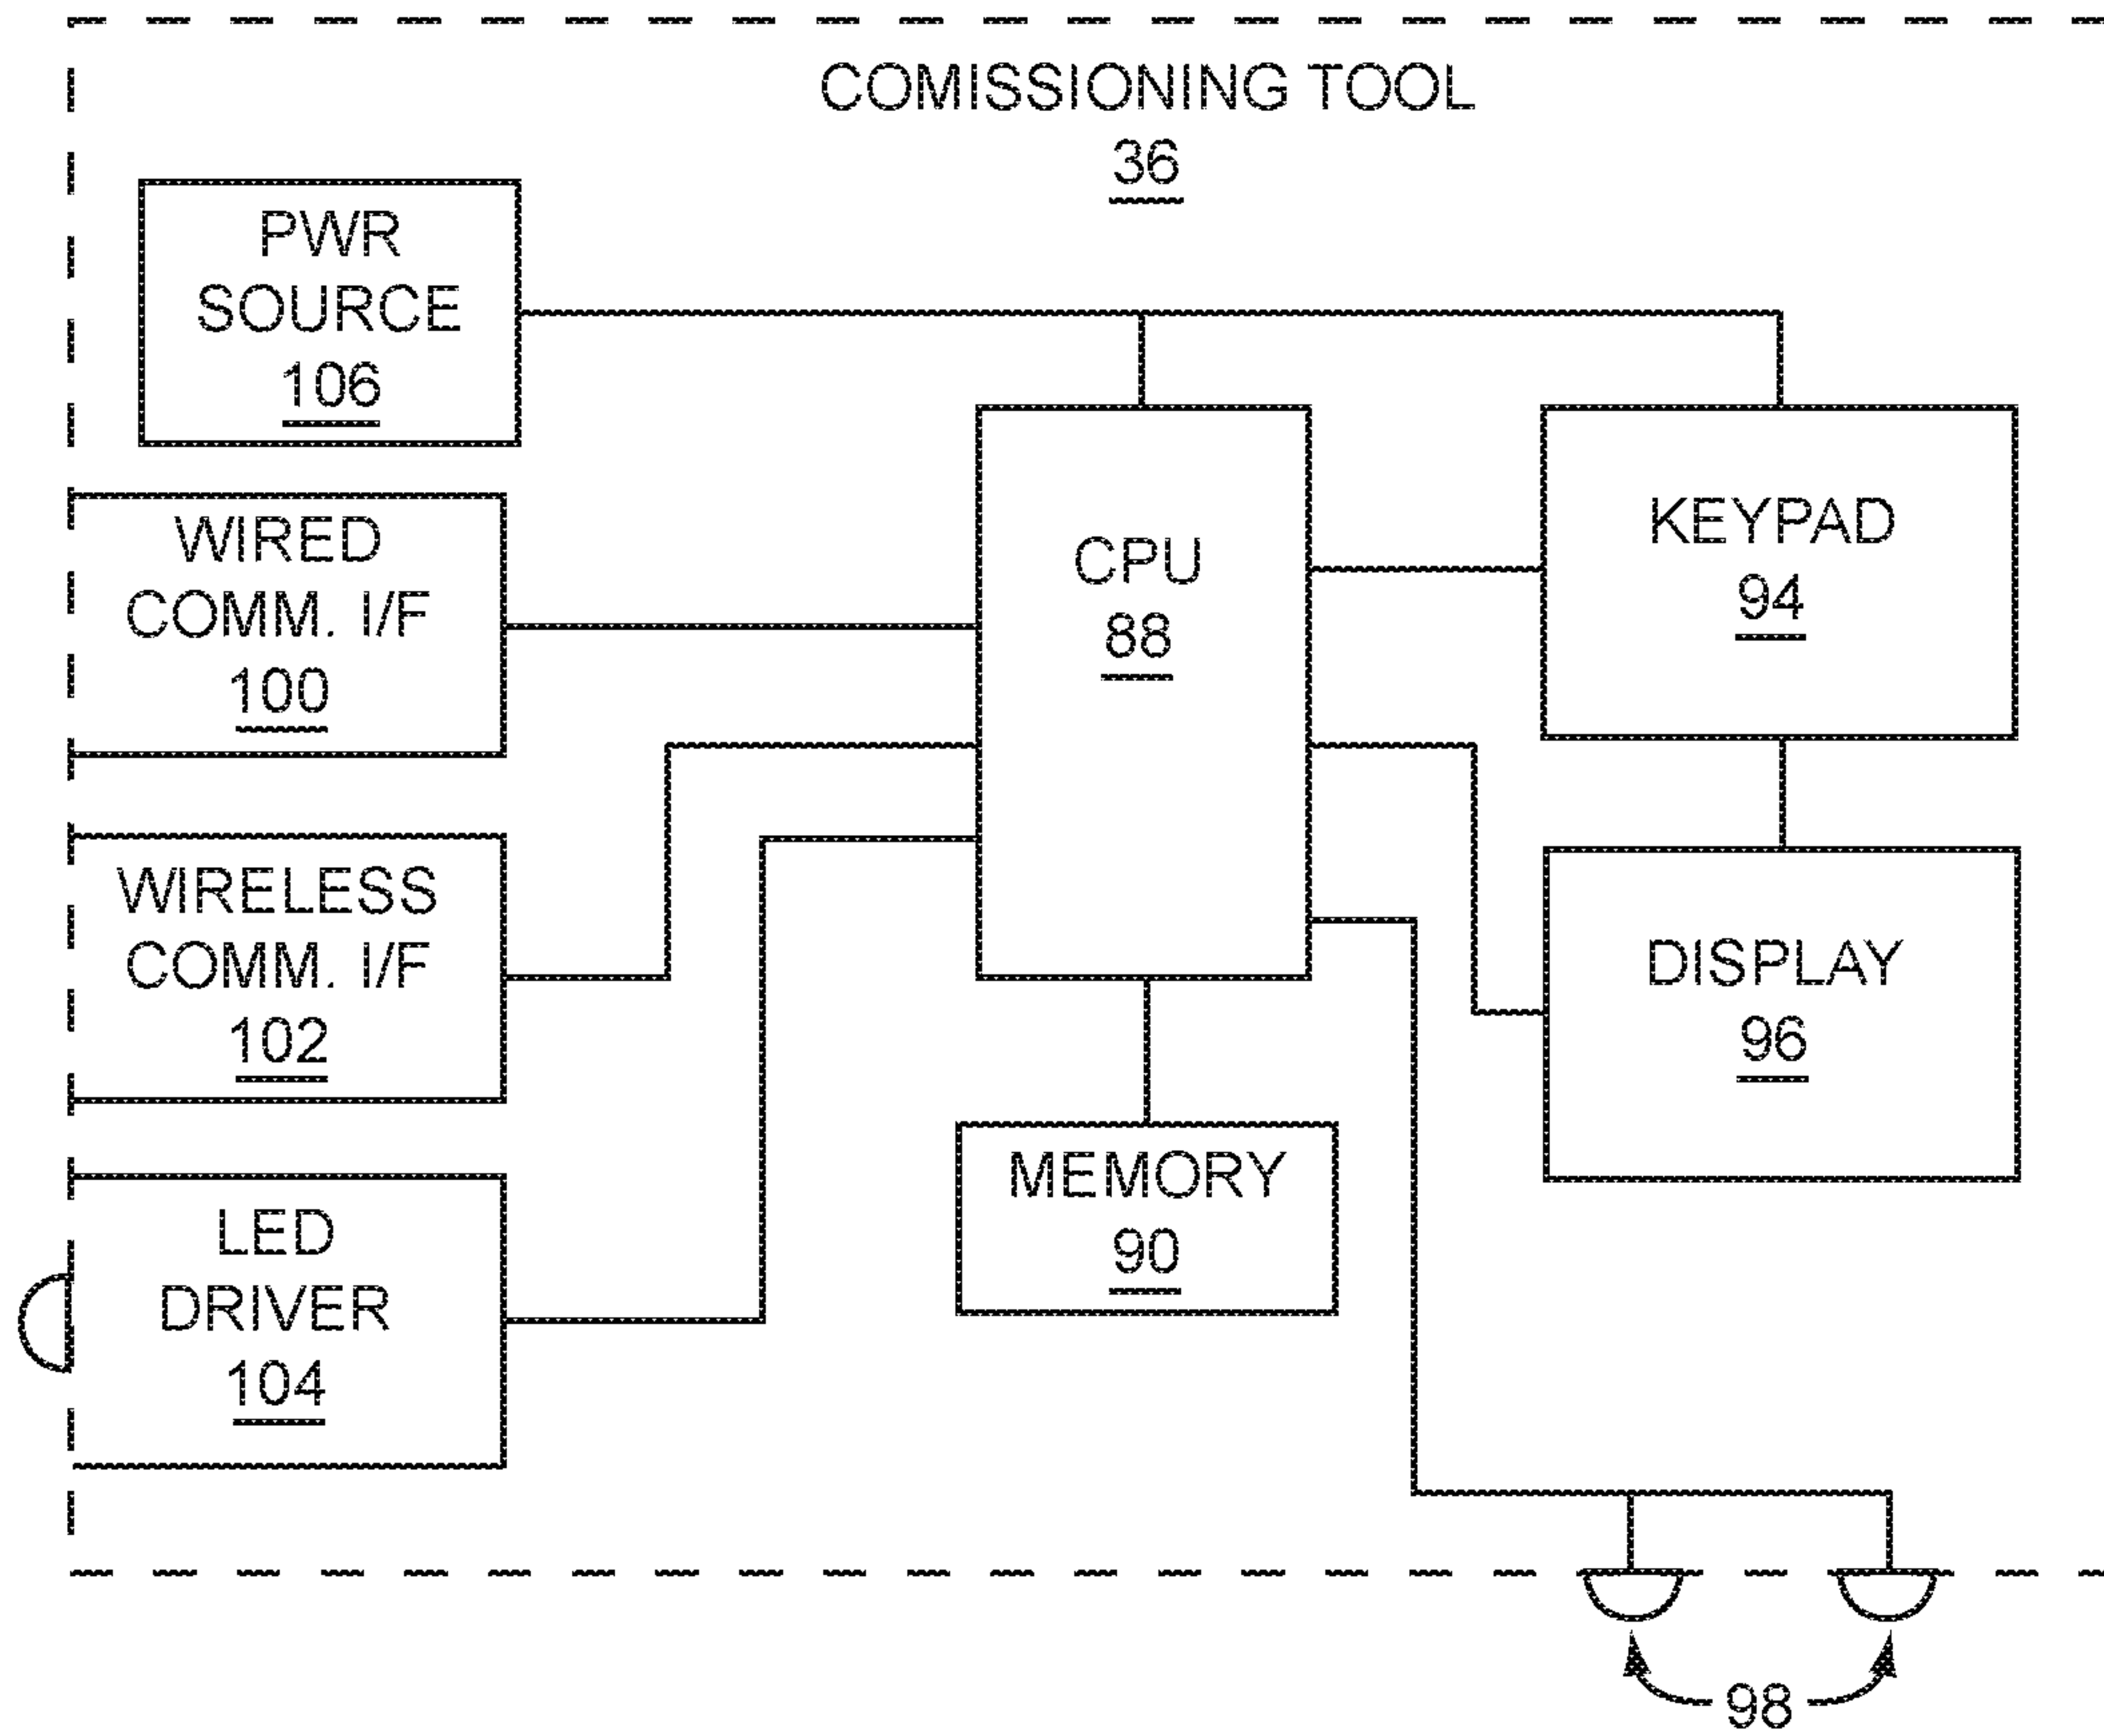 COMISSIONING TOOL
36
PWR
SOURCE
106
WIRED
COMM. I/F
100
WIRELESS
COMM. I/F
102
LED
DRIVER
104
CPU
88
MEMORY
90
KEYPAD
94
DISPLAY
96
98